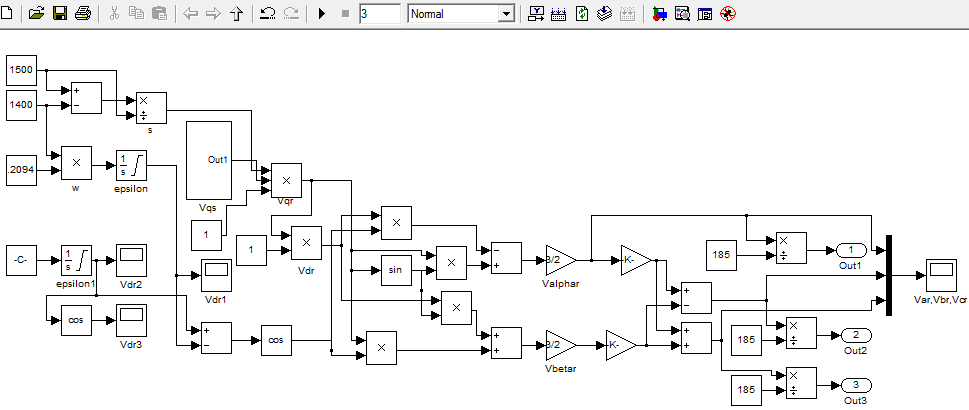 3
Normal
1500
1400
s
.2094
w
1
s
epsilon
Out1
Vqs
Vqr
1
1
Vdr
-C-
1
s
epsilon1
Vdr2
Vdr1
cos
Vdr3
cos
sin
3/2
Valphar
-K-
3/2
Vbetar
-K-
185
1
Out1
185
2
Out2
185
3
Out3
Var,Vbr,Vcr